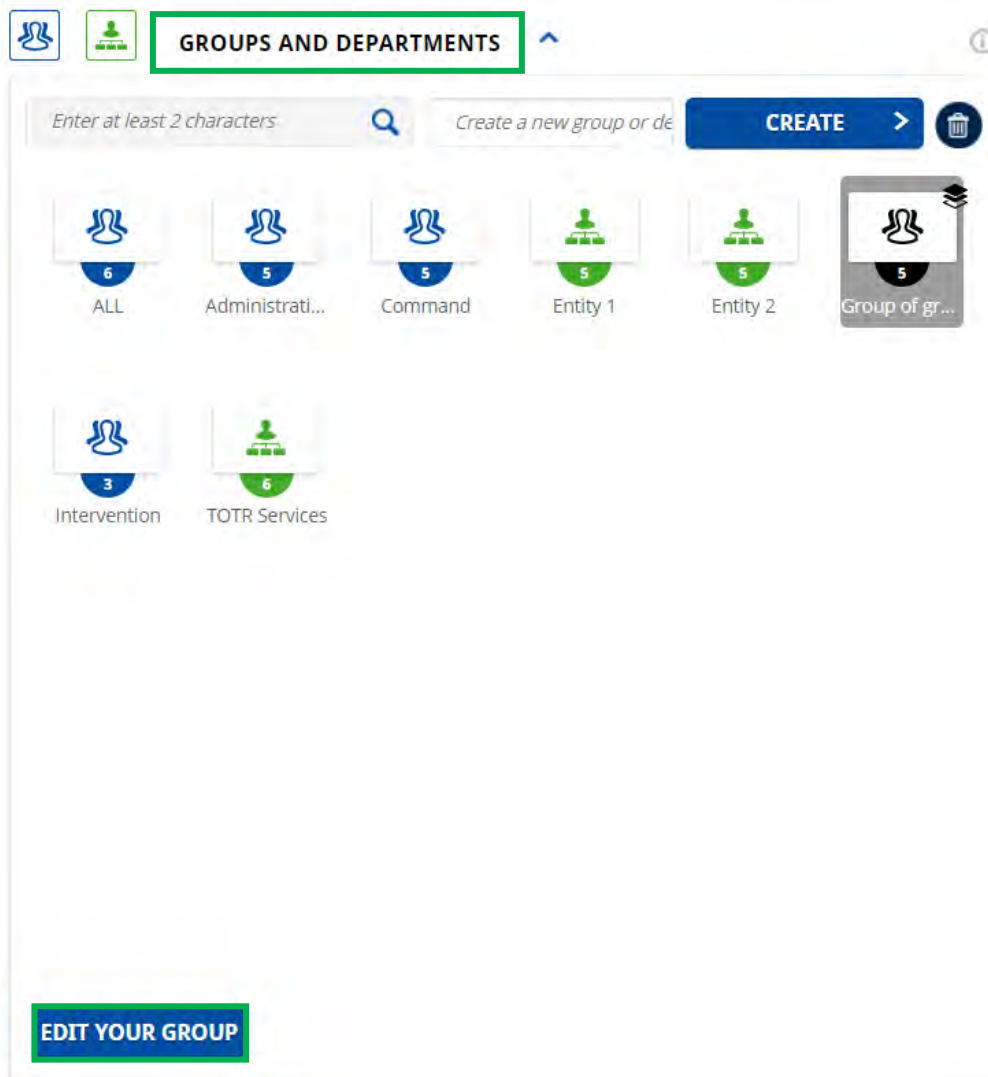 GROUPS AND DEPARTMENTS
Enter at least 2 characters
Create a new group or de
CREATE
6
5
5
5
5
5
ALL
Administrati...
Command
Entity 1
Entity 2
Group of gr...
3
6
Intervention
TOTR Services
EDIT YOUR GROUP